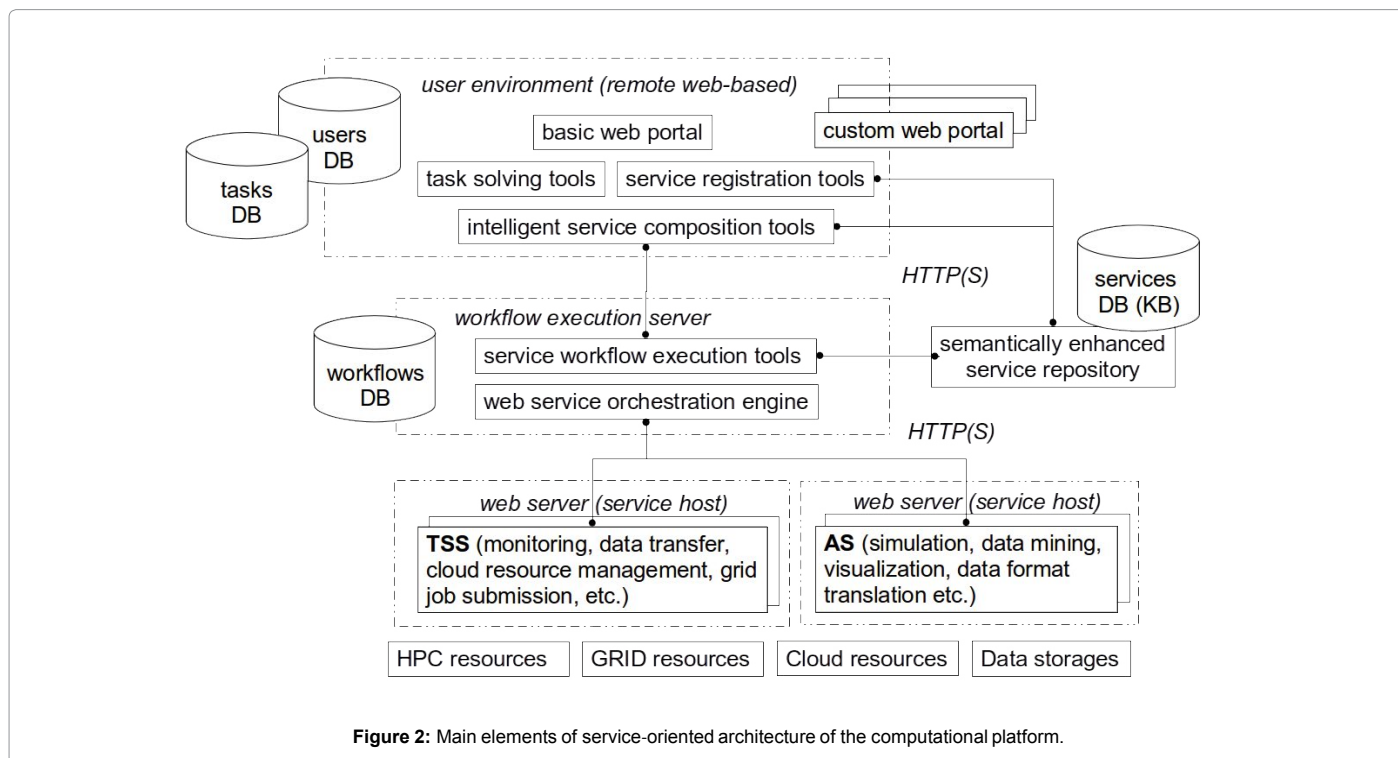 user environment (remote web-based)
users
DB
tasks
DB
basic web portal
custom web portal
task solving tools
service registration tools
intelligent service composition tools
HTTP(S)
services
DB (KB)
workflow execution server
workflows
DB
service workflow execution tools
semantically enhanced
service repository
web service orchestration engine
HTTP(S)
web server (service host)
TSS (monitoring, data transfer,
cloud resource management, grid
job submission, etc.)
web server (service host)
AS (simulation, data mining,
visualization, data format
translation etc.)
HPC resources
GRID resources
Cloud resources
Data storages
Figure 2: Main elements of service-oriented architecture of the computational platform.